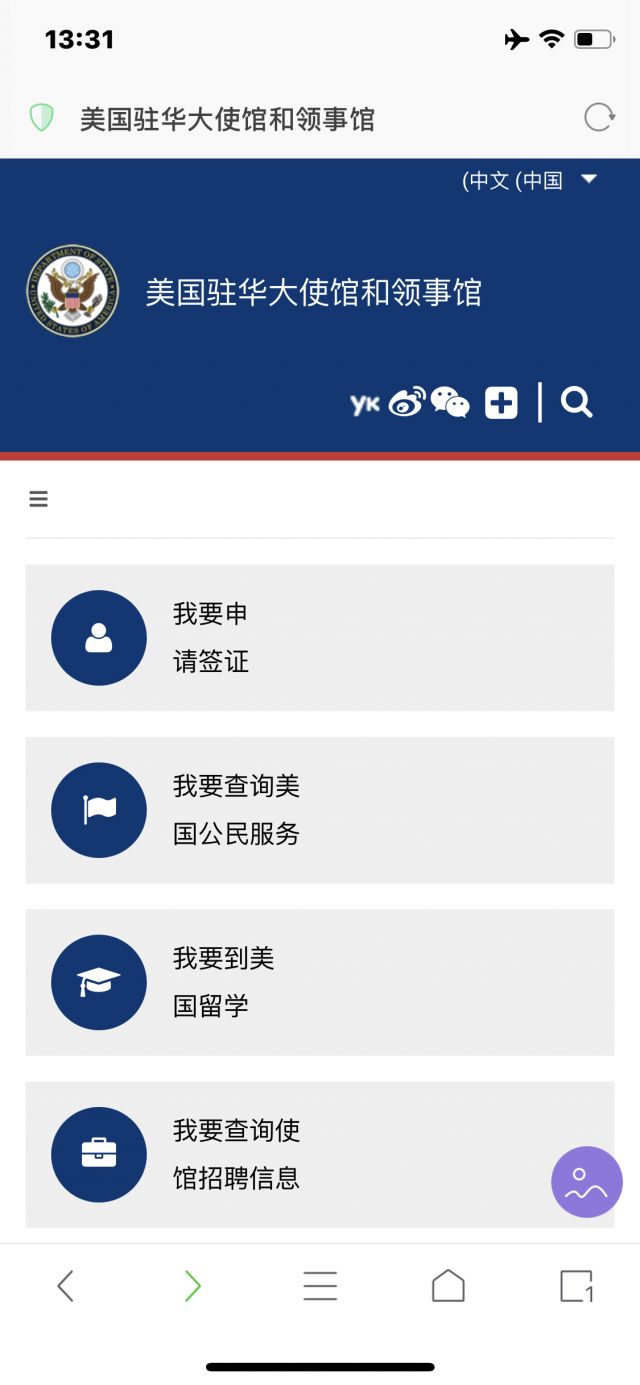 13:31
美国驻华大使馆和领事馆
(中文 (中国
DEPARTMENT OF STATE
UNITED STATES OF AMERICA
美国驻华大使馆和领事馆
我要申
请签证
我要查询美
国公民服务
我要到美
国留学
我要查询使
馆招聘信息
1